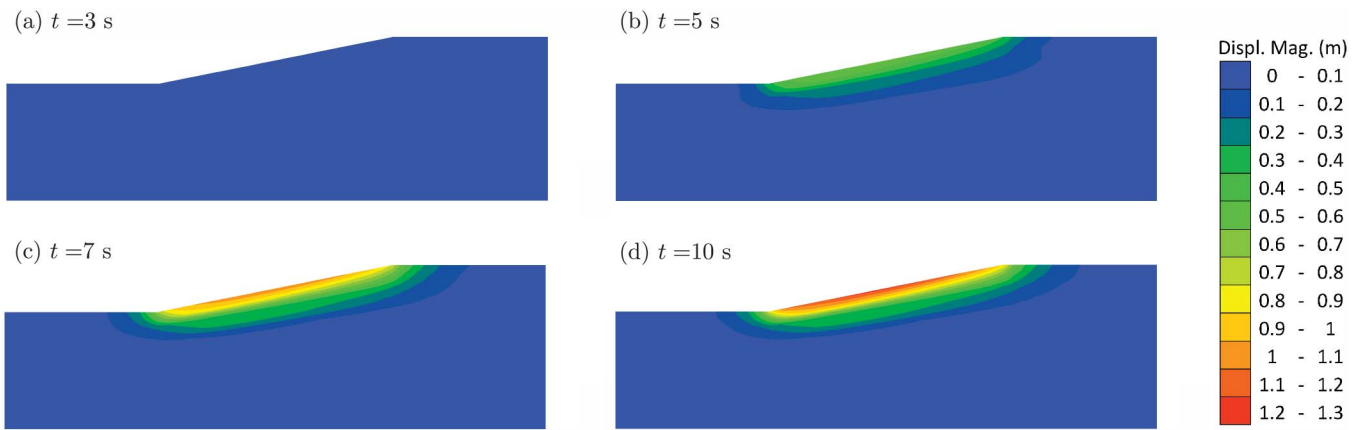 (a) t =3 s
(b) t =5 s
(c) t =7 s
(d) t =10 s
Displ. Mag. (m)
0 - 0.1
0.1 - 0.2
0.2 - 0.3
0.3 - 0.4
0.4 - 0.5
0.5 - 0.6
0.6 - 0.7
0.7 - 0.8
0.8 - 0.9
0.9 - 1
1 - 1.1
1.1 - 1.2
1.2 - 1.3